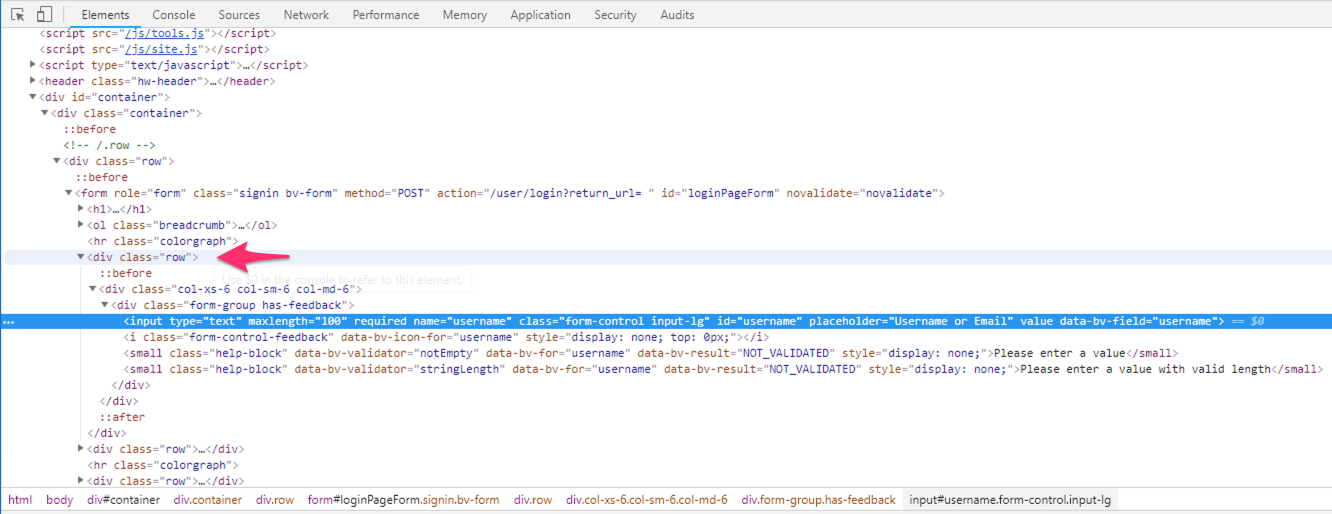 Elements Console Sources Network Performance Memory Application Security Audits
<script src="/js/tools.js"></script>
<script src="/js/site.js"></script>
<script type="text/javascript">…</script>
<header class="hw-header">…</header>
<div id="container">
<div class="container">
::before
<!-- /.row -->
<div class="row">
::before
<form role="form" class="signin bv-form" method="POST" action="/user/login?return_url= " id="loginPageForm" novalidate="novalidate">
<h1>…</h1>
<ol class="breadcrumb">…</ol>
<hr class="colorgraph">
<div class="row">
::before
Use $0 in the console to refer to this element.
<div class="col-xs-6 col-sm-6 col-md-6">
<div class="form-group has-feedback">
… <input type="text" maxlength="100" required name="username" class="form-control input-lg" id="username" placeholder="Username or Email" value data-bv-field="username"> == $0
<i class="form-control-feedback" data-bv-icon-for="username" style="display: none; top: 0px;"></i>
<small class="help-block" data-bv-validator="notEmpty" data-bv-for="username" data-bv-result="NOT_VALIDATED" style="display: none;">Please enter a value</small>
<small class="help-block" data-bv-validator="stringLength" data-bv-for="username" data-bv-result="NOT_VALIDATED" style="display: none;">Please enter a value with valid length</small>
</div>
</div>
::after
</div>
<div class="row">…</div>
<hr class="colorgraph">
<div class="row">…</div>
html body div#container div.container div.row form#loginPageForm.signin.bv-form div.row div.col-xs-6.col-sm-6.col-md-6 div.form-group.has-feedback input#username.form-control.input-lg